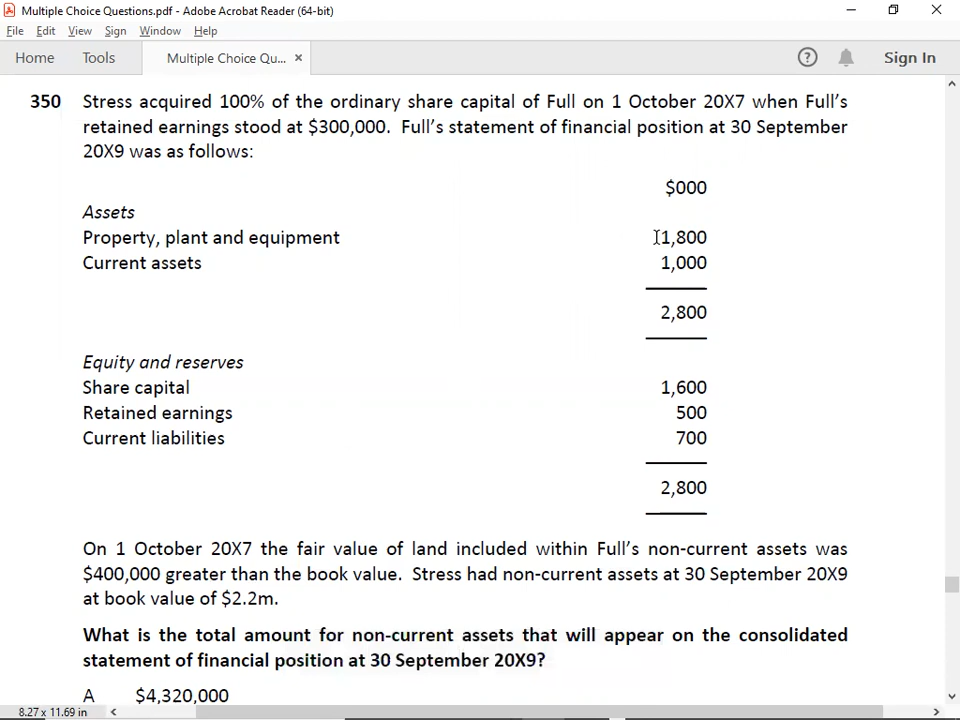 Multiple Choice Questions.pdf - Adobe Acrobat Reader (64-bit)
File Edit View Sign Window Help
Home Tools Multiple Choice Qu... × ? Sign In
350 Stress acquired 100% of the ordinary share capital of Full on 1 October 20X7 when Full’s
retained earnings stood at $300,000. Full’s statement of financial position at 30 September
20X9 was as follows:
$000
Assets
Property, plant and equipment 1,800
Current assets 1,000
2,800
Equity and reserves
Share capital 1,600
Retained earnings 500
Current liabilities 700
2,800
On 1 October 20X7 the fair value of land included within Full’s non-current assets was
$400,000 greater than the book value. Stress had non-current assets at 30 September 20X9
at book value of $2.2m.
What is the total amount for non-current assets that will appear on the consolidated
statement of financial position at 30 September 20X9?
A $4,320,000
8.27 x 11.69 in